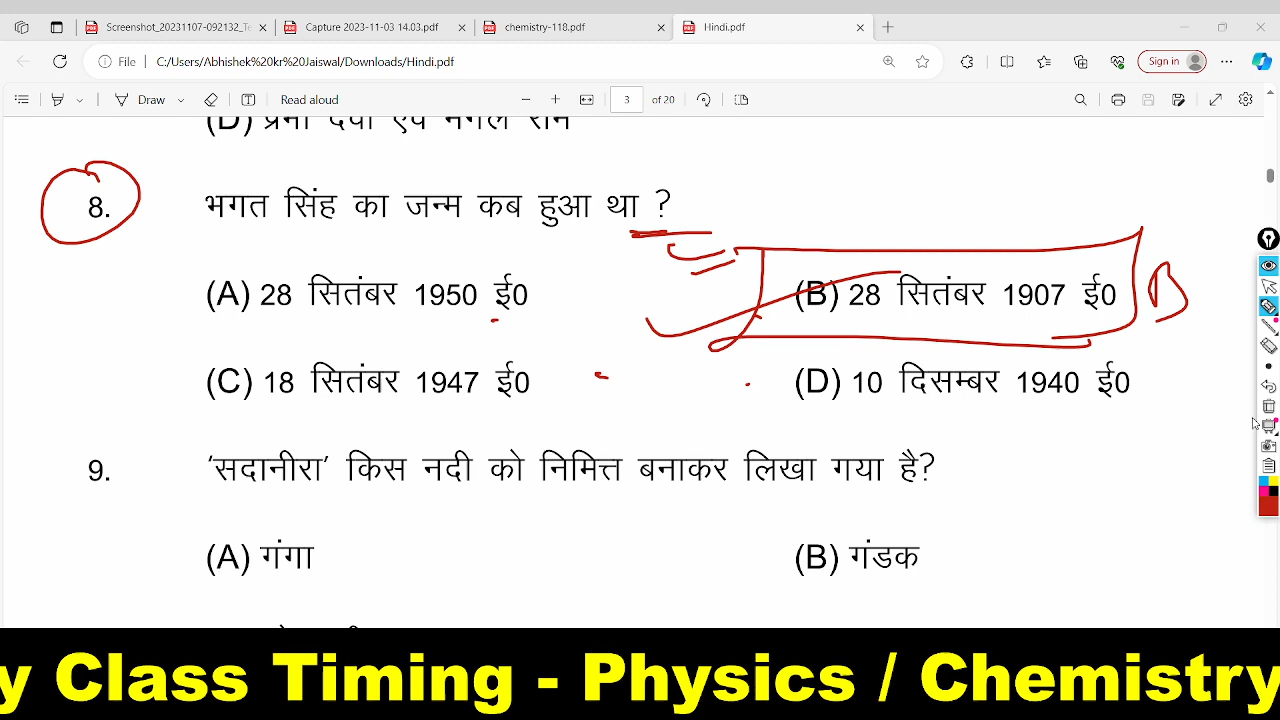 Screenshot_20231107-092132_Te
Capture 2023-11-03 14.03.pdf
chemistry-118.pdf
Hindi.pdf
File
C:/Users/Abhishek%20kr%20Jaiswal/Downloads/Hindi.pdf
Sign in
Draw
Read aloud
3 of 20
(D) प्रेमा देवी एवं मंगल राम
8. भगत सिंह का जन्म कब हुआ था ?
(A) 28 सितंबर 1950 ई0
(B) 28 सितंबर 1907 ई0
B
(C) 18 सितंबर 1947 ई0
(D) 10 दिसम्बर 1940 ई0
9. 'सदानीरा' किस नदी को निमित्त बनाकर लिखा गया है?
(A) गंगा
(B) गंडक
y Class Timing - Physics / Chemistry